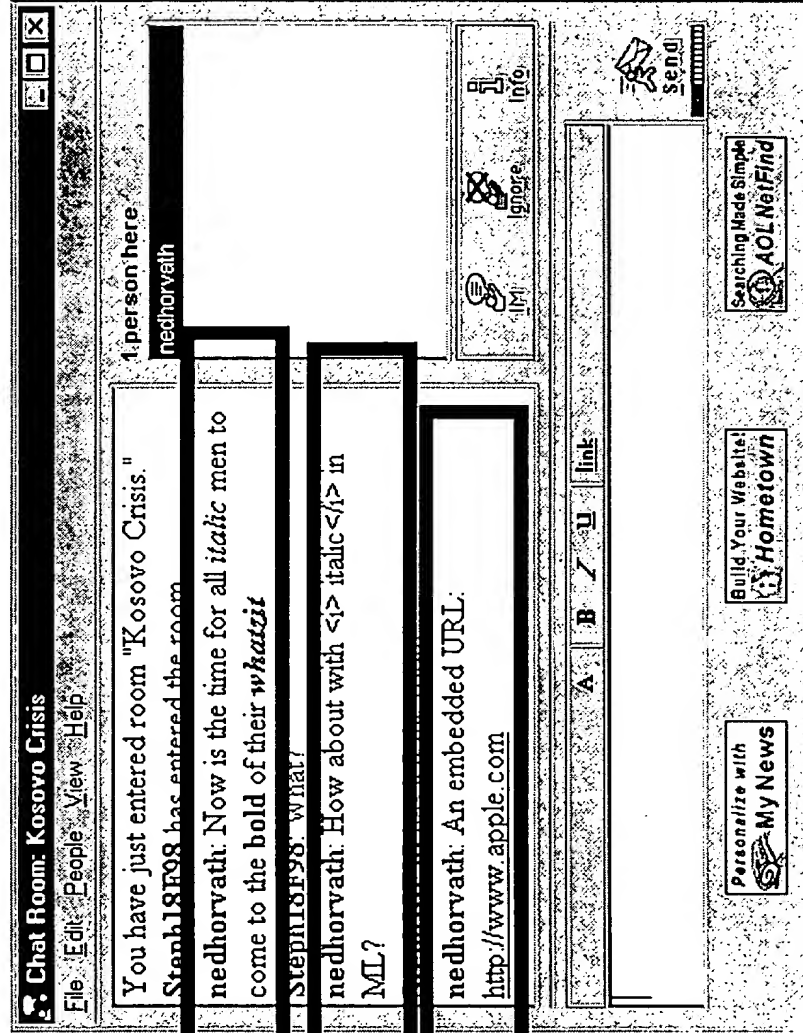 Chat Room: Kosovo Crisis
File Edit People View Help
You have just entered room "Kosovo Crisis."
Steph18F98 has entered the room
nedhorvath: Now is the time for all italic men to
come to the bold of their whatzit
Steph18F98: What?
nedhorvath: How about with <i> italic</i> in
ML?
nedhorvath: An embedded URL:
http://www.apple.com
1 person here
nedhorvath
IM Ignore Info
A B I U link
Send
Personalize with
My News
Build Your Website!
Hometown
Searching Made Simple
AOL NetFind